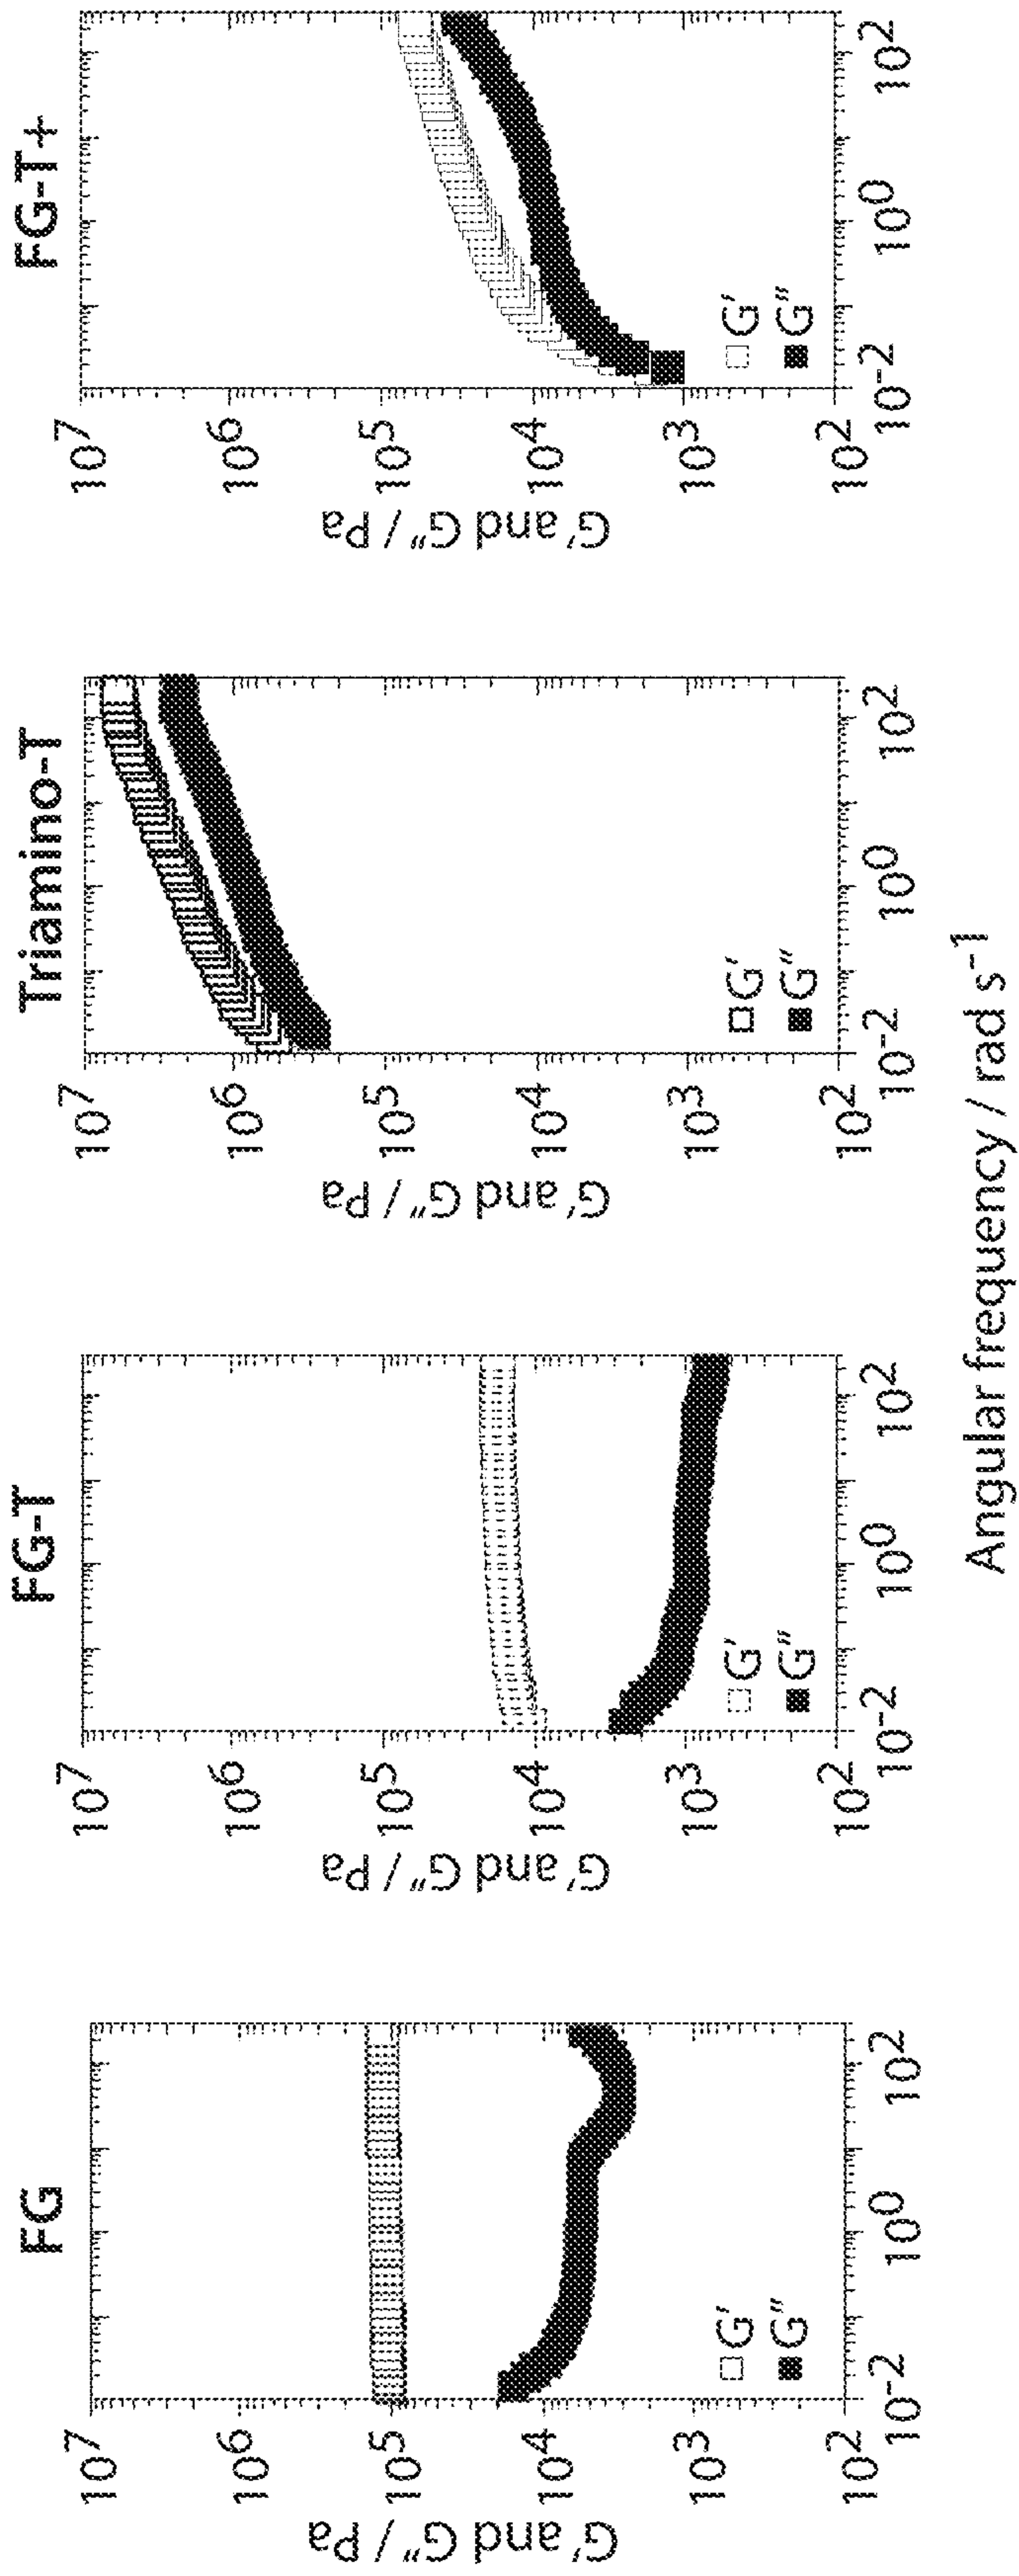 FG
G' and G'' / Pa
10⁷
10⁶
10⁵
10⁴
10³
10²
10⁻²
10⁰
10²
G'
G''
FG-T
G' and G'' / Pa
10⁷
10⁶
10⁵
10⁴
10³
10²
10⁻²
10⁰
10²
G'
G''
Triamino-T
G' and G'' / Pa
10⁷
10⁶
10⁵
10⁴
10³
10²
10⁻²
10⁰
10²
G'
G''
FG-T+
G' and G'' / Pa
10⁷
10⁶
10⁵
10⁴
10³
10²
10⁻²
10⁰
10²
G'
G''
Angular frequency / rad s⁻¹